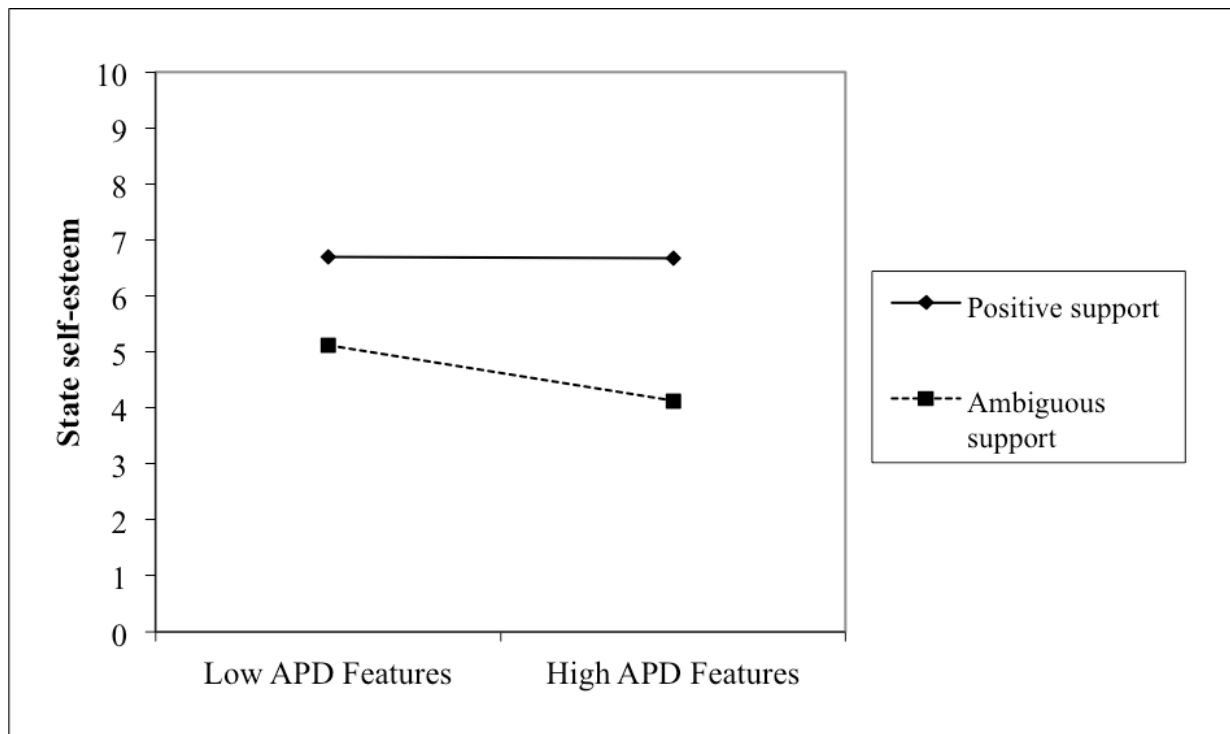 10
9
8
7
6
5
4
3
2
1
0
State self-esteem
Low APD Features High APD Features
Positive support
Ambiguous
support